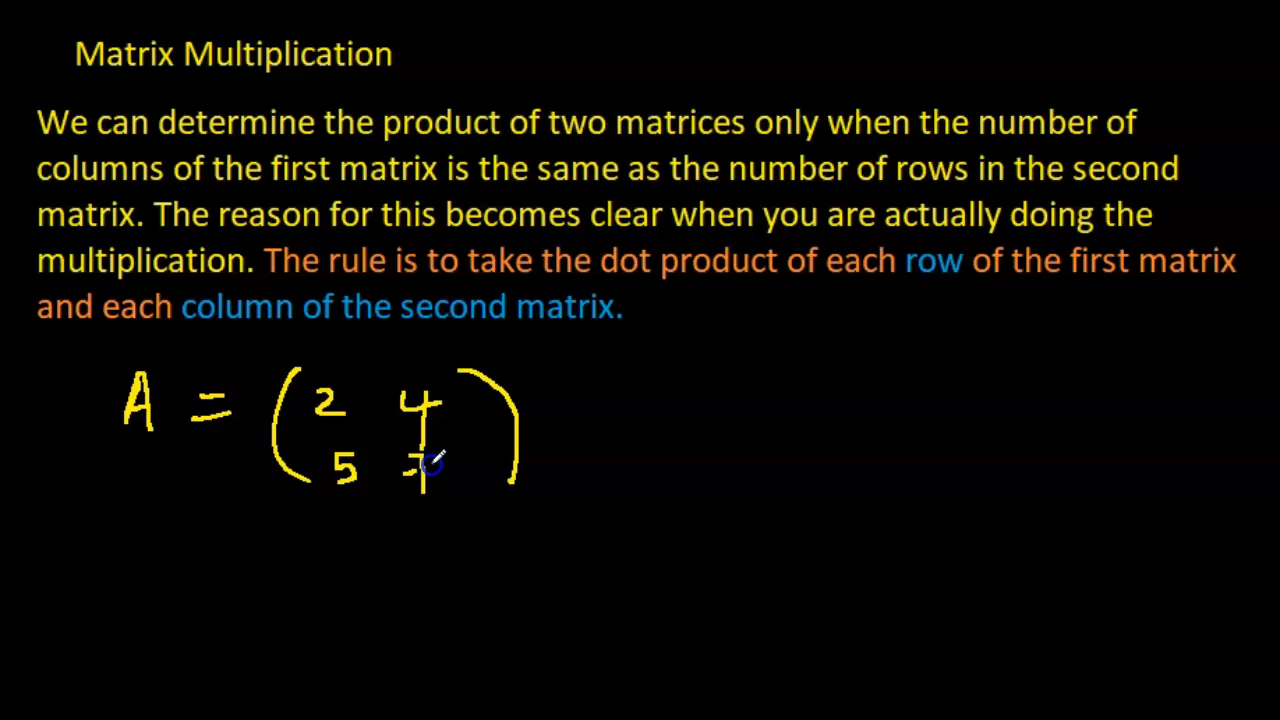 Matrix Multiplication
We can determine the product of two matrices only when the number of
columns of the first matrix is the same as the number of rows in the second
matrix. The reason for this becomes clear when you are actually doing the
multiplication. The rule is to take the dot product of each row of the first matrix
and each column of the second matrix.
A = ( 2 4 )
5